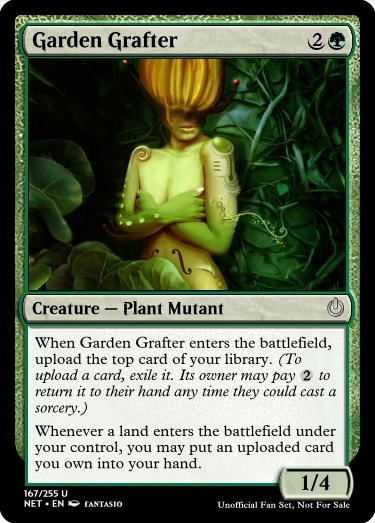 Garden Grafter 2
Creature — Plant Mutant
When Garden Grafter enters the battlefield,
upload the top card of your library. (To
upload a card, exile it. Its owner may pay 2 to
return it to their hand any time they could cast a
sorcery.)
Whenever a land enters the battlefield under
your control, you may put an uploaded card
you own into your hand.
1/4
167/255 U
NET • EN FANTASIO
Unofficial Fan Set, Not For Sale